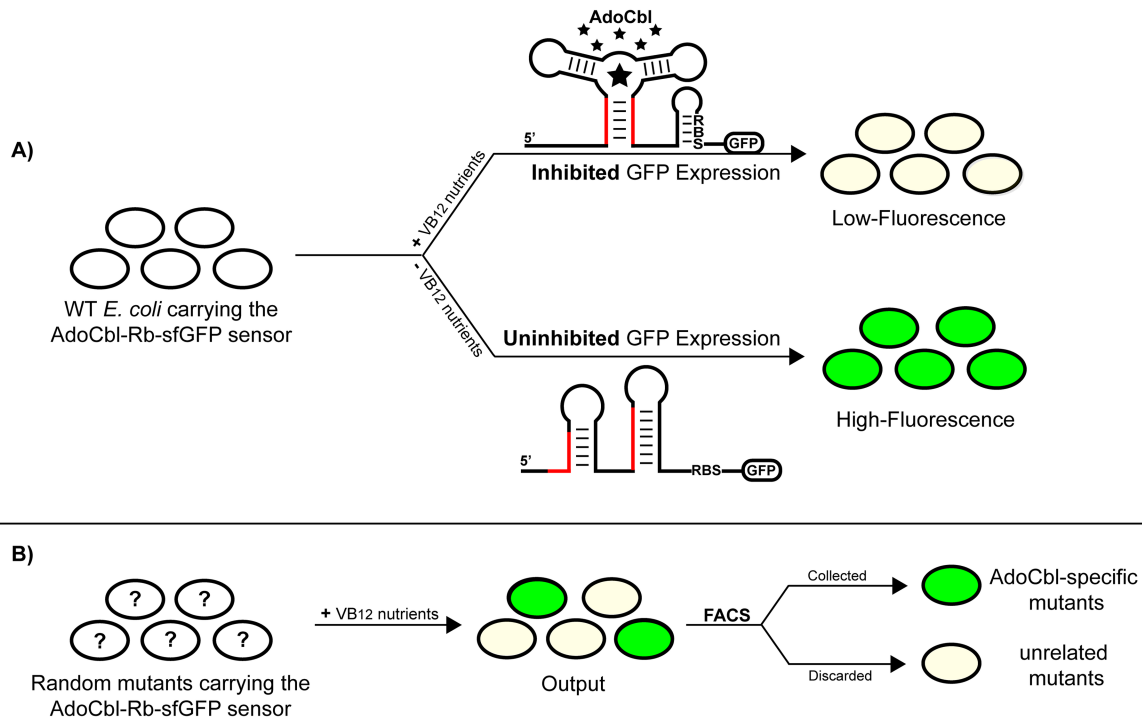 A)
AdoCbl
5’
RBS
GFP
Inhibited GFP Expression
+ VB12 nutrients
Low-Fluorescence
WT E. coli carrying the
AdoCbl-Rb-sfGFP sensor
- VB12 nutrients
Uninhibited GFP Expression
5’
RBS
GFP
High-Fluorescence
B)
? ?
? ? ?
Random mutants carrying the
AdoCbl-Rb-sfGFP sensor
+ VB12 nutrients
Output
FACS
Collected
AdoCbl-specific
mutants
Discarded
unrelated
mutants